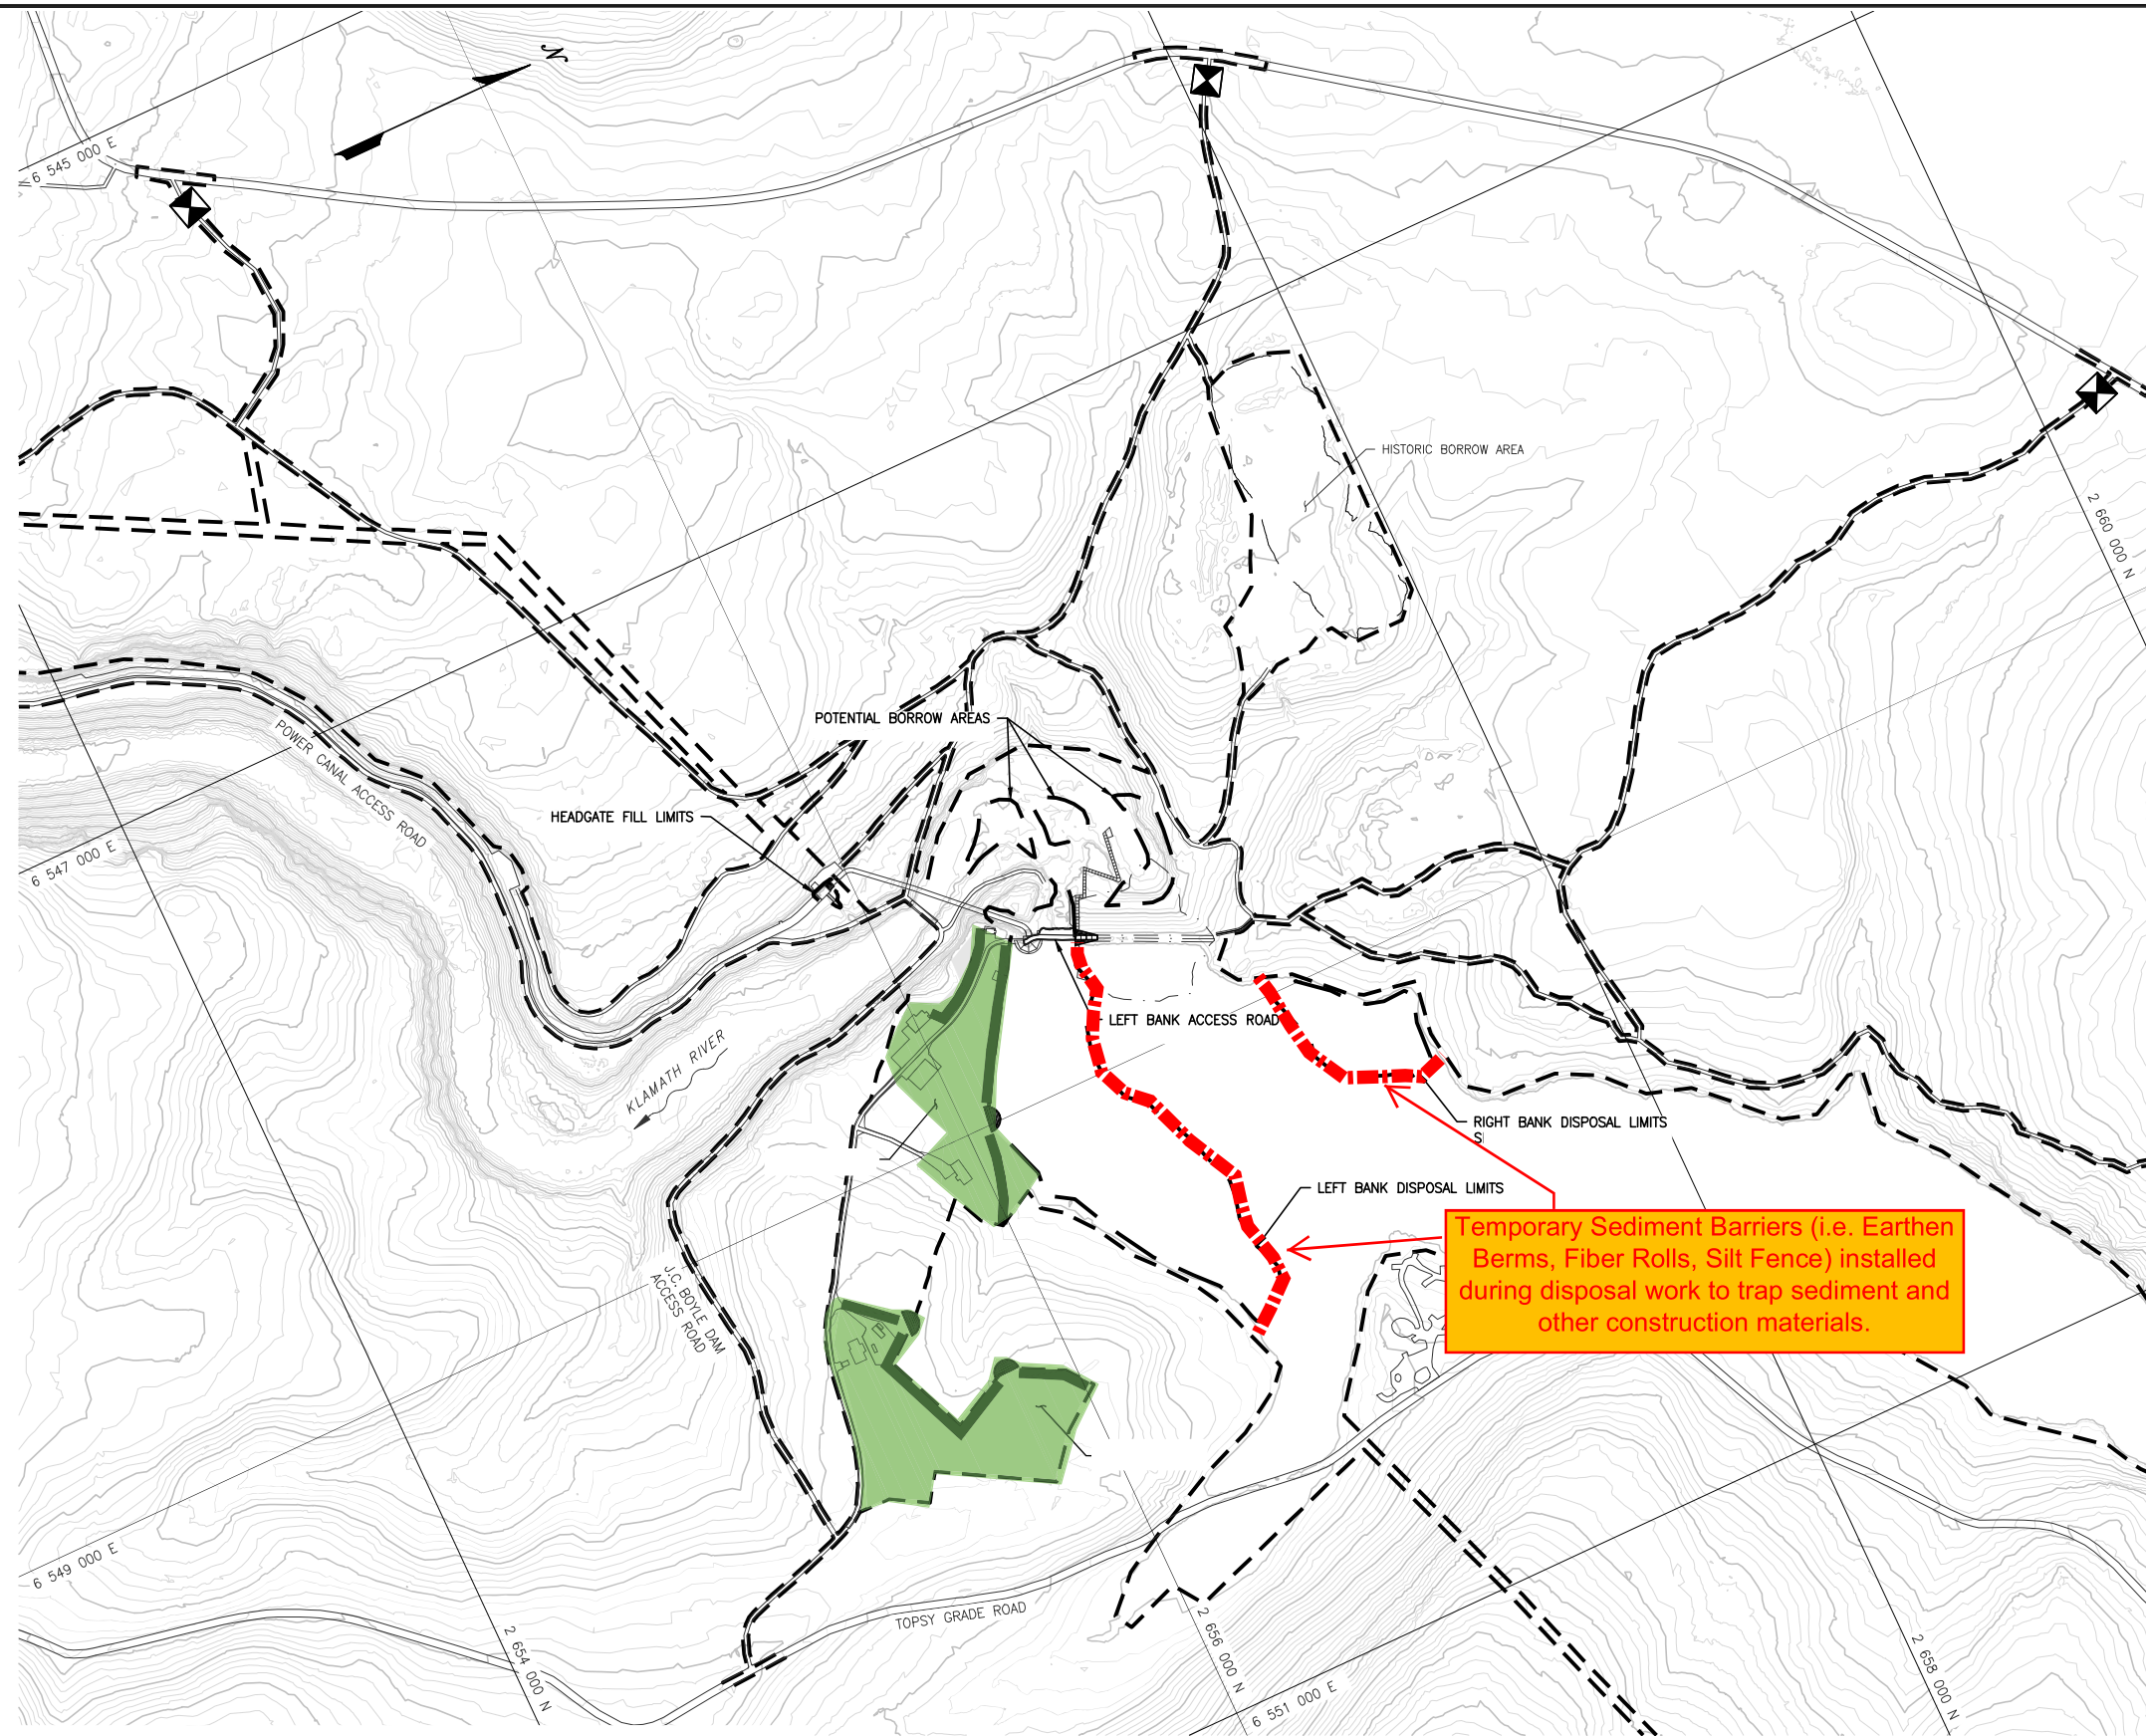 N
6 545 000 E
HISTORIC BORROW AREA
2 660 000 N
POTENTIAL BORROW AREAS
POWER CANAL ACCESS ROAD
HEADGATE FILL LIMITS
6 547 000 E
LEFT BANK ACCESS ROAD
KLAMATH RIVER
RIGHT BANK DISPOSAL LIMITS
S
LEFT BANK DISPOSAL LIMITS
Temporary Sediment Barriers (i.e. Earthen
Berms, Fiber Rolls, Silt Fence) installed
during disposal work to trap sediment and
other construction materials.
J.C. BOYLE DAM
ACCESS ROAD
6 549 000 E
TOPSY GRADE ROAD
2 654 000 N
2 656 000 N
2 658 000 N
6 551 000 E